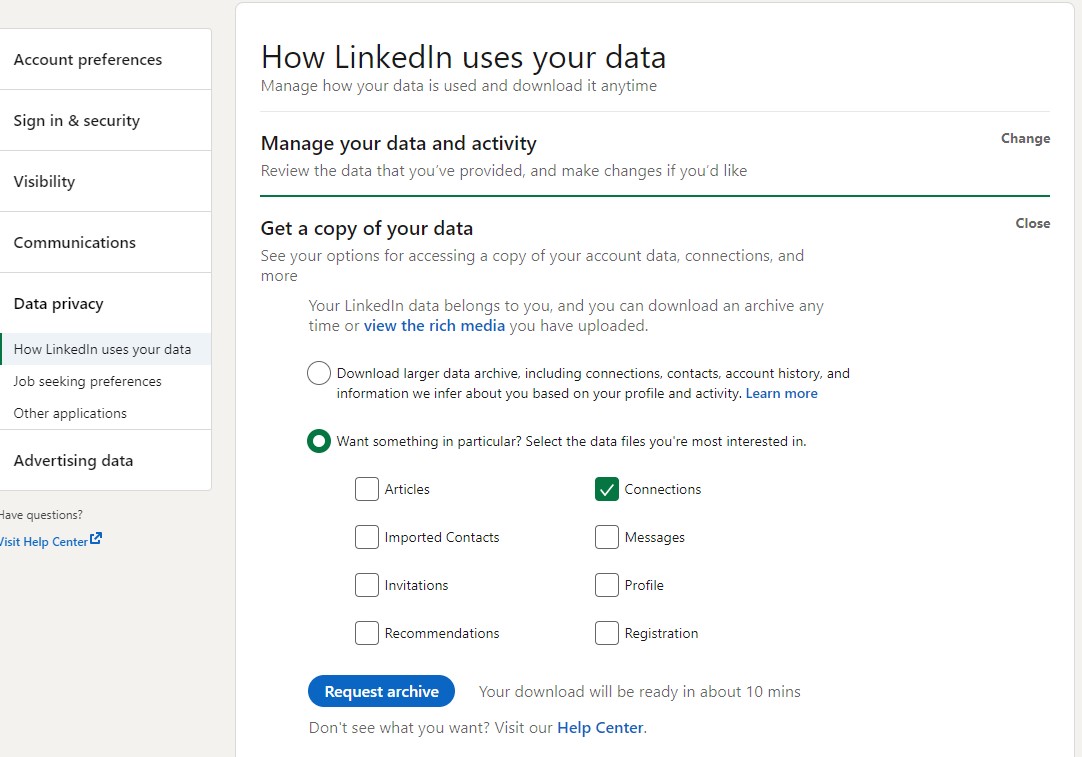 Account preferences
Sign in & security
Visibility
Communications
Data privacy
How LinkedIn uses your data
Job seeking preferences
Other applications
Advertising data
Have questions?
Visit Help Center
How LinkedIn uses your data
Manage how your data is used and download it anytime
Manage your data and activity
Change
Review the data that you’ve provided, and make changes if you’d like
Get a copy of your data
Close
See your options for accessing a copy of your account data, connections, and
more
Your LinkedIn data belongs to you, and you can download an archive any
time or view the rich media you have uploaded.
Download larger data archive, including connections, contacts, account history, and
information we infer about you based on your profile and activity. Learn more
Want something in particular? Select the data files you're most interested in.
Articles
Connections
Imported Contacts
Messages
Invitations
Profile
Recommendations
Registration
Request archive
Your download will be ready in about 10 mins
Don't see what you want? Visit our Help Center.